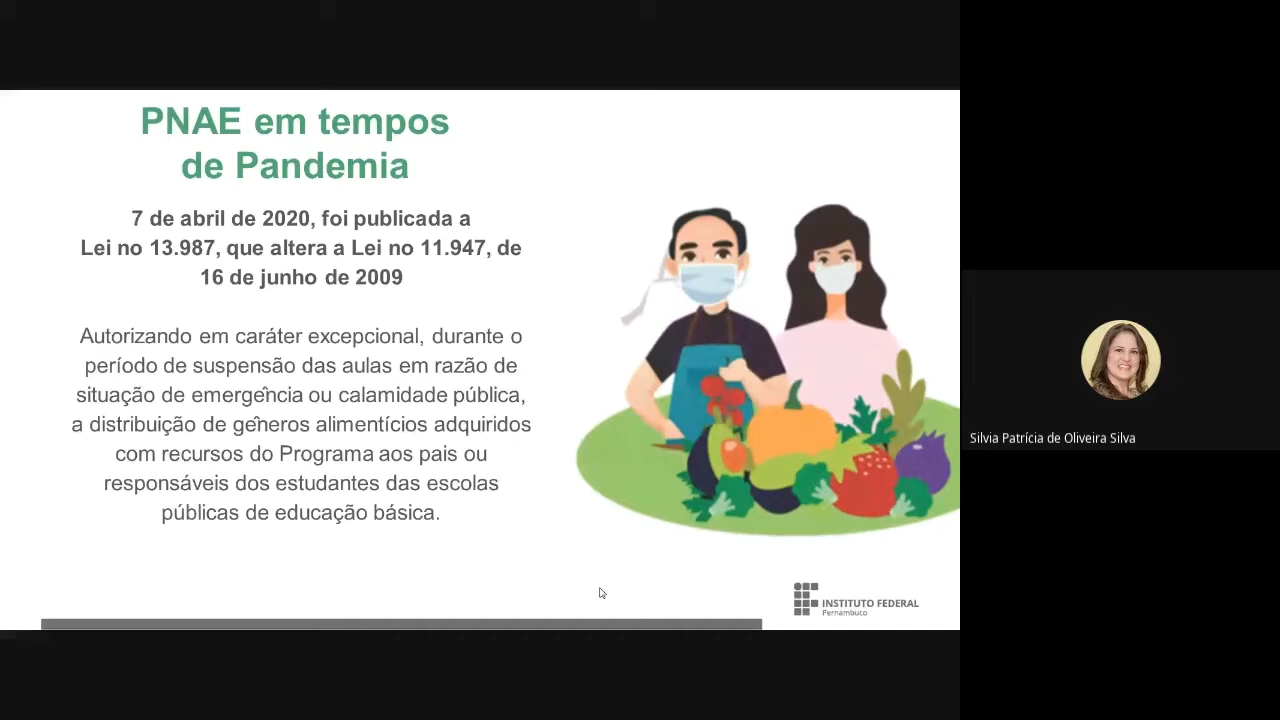 PNAE em tempos
de Pandemia
7 de abril de 2020, foi publicada a
Lei no 13.987, que altera a Lei no 11.947, de
16 de junho de 2009
Autorizando em caráter excepcional, durante o
período de suspensão das aulas em razão de
situação de emergência ou calamidade pública,
a distribuição de gêneros alimentícios adquiridos
com recursos do Programa aos pais ou
responsáveis dos estudantes das escolas
públicas de educação básica.
INSTITUTO FEDERAL
Pernambuco
Silvia Patrícia de Oliveira Silva